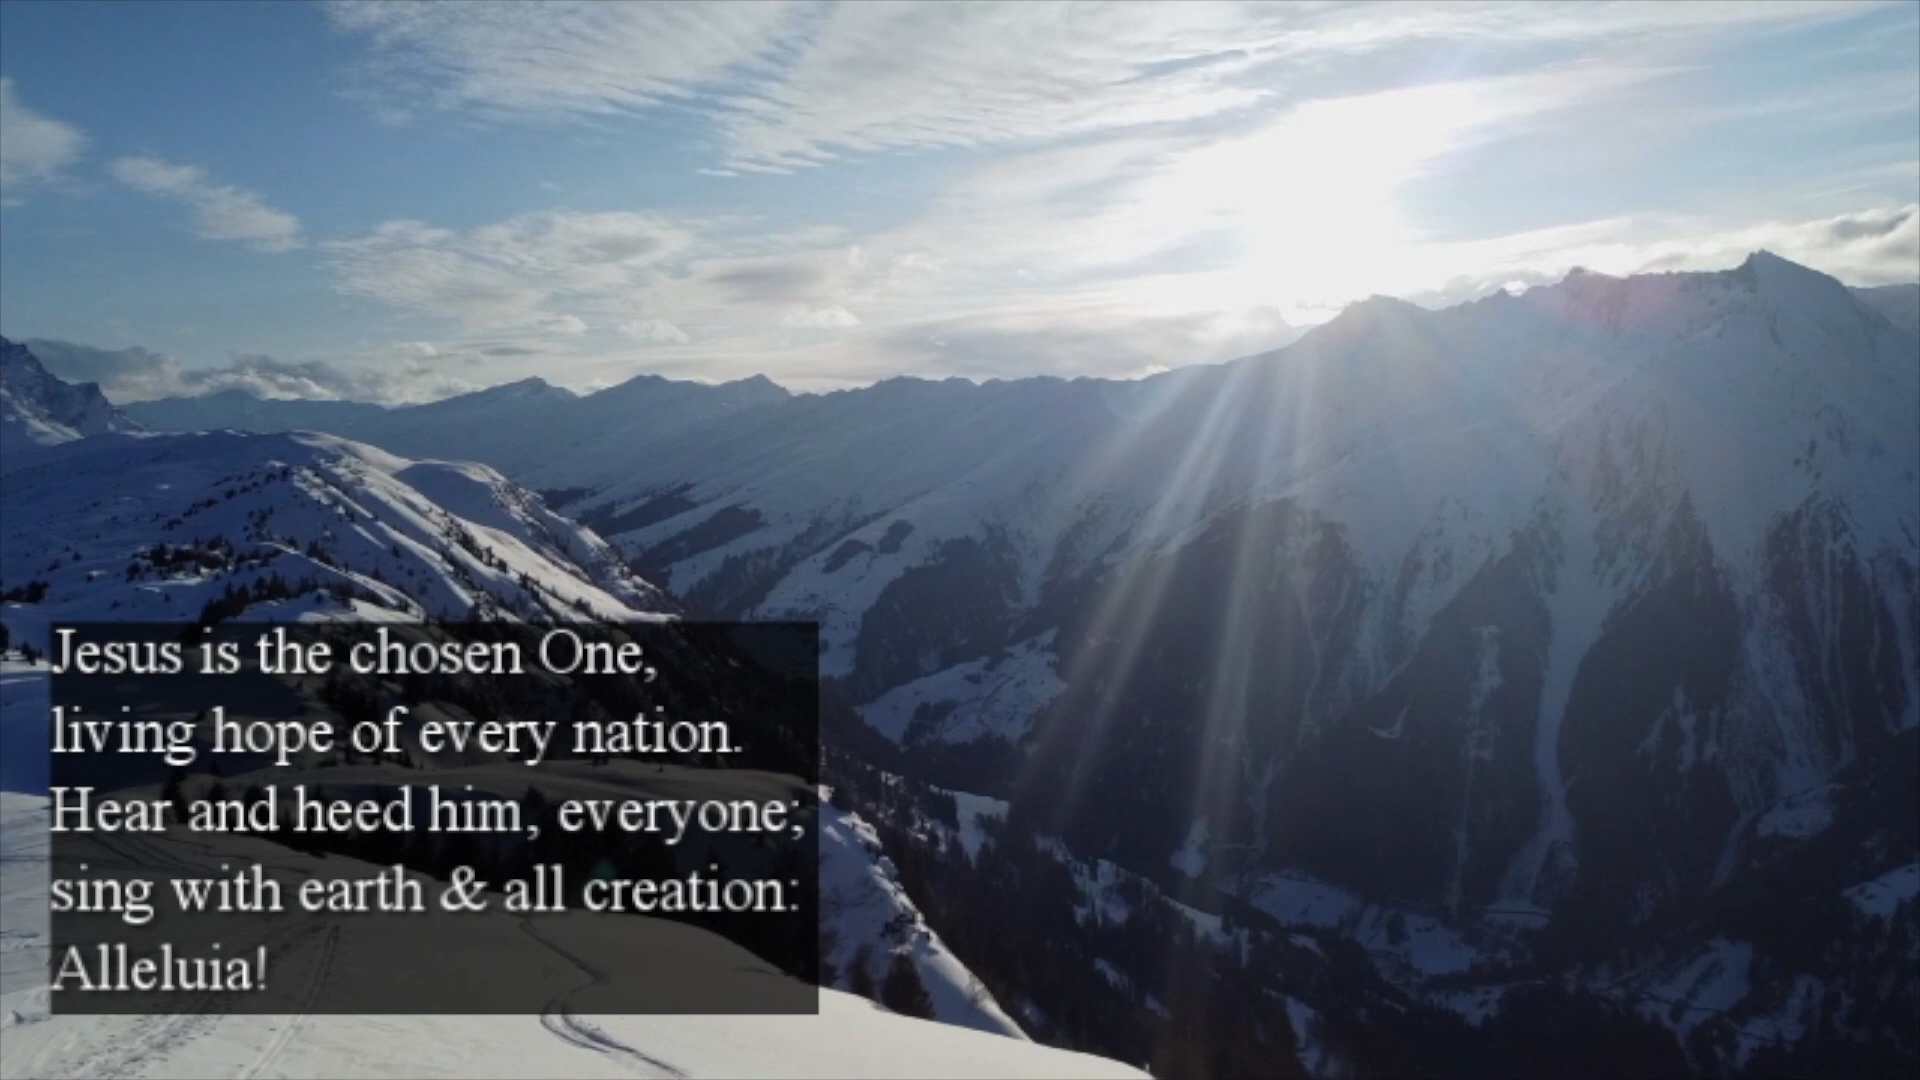 Jesus is the chosen One,
living hope of every nation.
Hear and heed him, everyone;
sing with earth & all creation:
Alleluia!